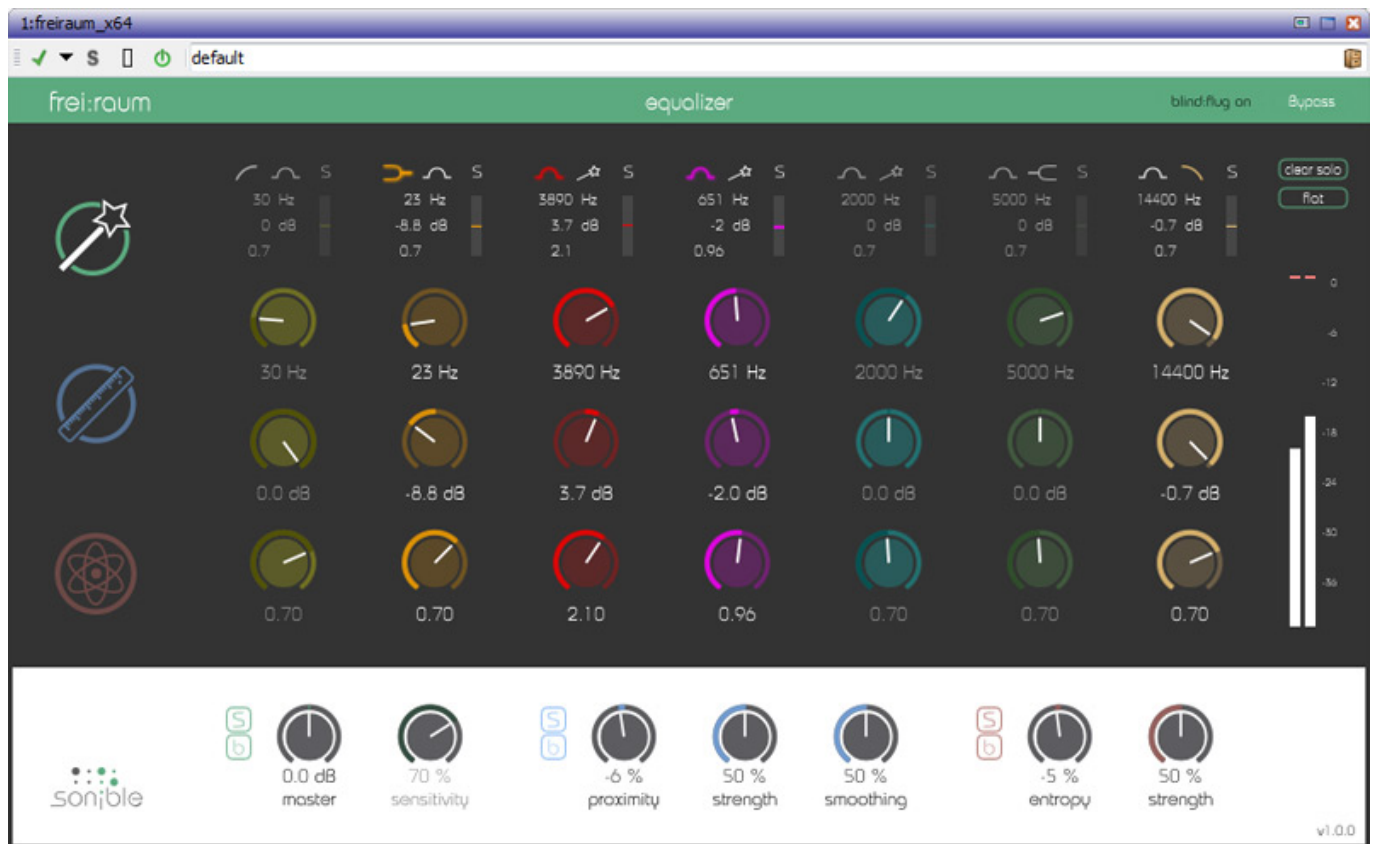 1:freiraum_x64
S default
frei:raum equalizer blind:flug on Bypass
S S S S S S S clear solo
30 Hz 23 Hz 3890 Hz 651 Hz 2000 Hz 5000 Hz 14400 Hz flat
0 dB -8.8 dB 3.7 dB -2 dB 0 dB 0 dB -0.7 dB
0.7 0.7 2.1 0.96 0.7 0.7 0.7
0
-6
30 Hz 23 Hz 3890 Hz 651 Hz 2000 Hz 5000 Hz 14400 Hz
-12
-18
0.0 dB -8.8 dB 3.7 dB -2.0 dB 0.0 dB 0.0 dB -0.7 dB
-24
-30
-36
0.70 0.70 2.10 0.96 0.70 0.70 0.70
S S S
b b b
0.0 dB 70 % -6 % 50 % 50 % -5 % 50 %
sonible master sensitivity proximity strength smoothing entropy strength
v1.0.0